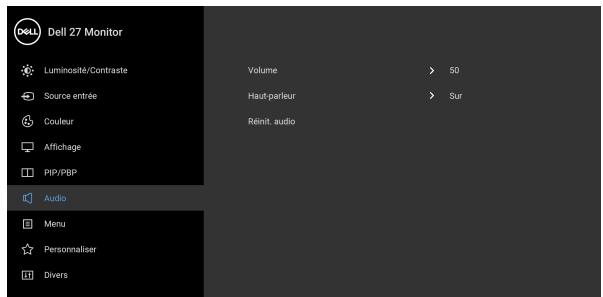 DELL Dell 27 Monitor
Luminosité/Contraste
Source entrée
Couleur
Affichage
PIP/PBP
Audio
Menu
Personnaliser
Divers
Volume > 50
Haut-parleur > Sur
Réinit. audio